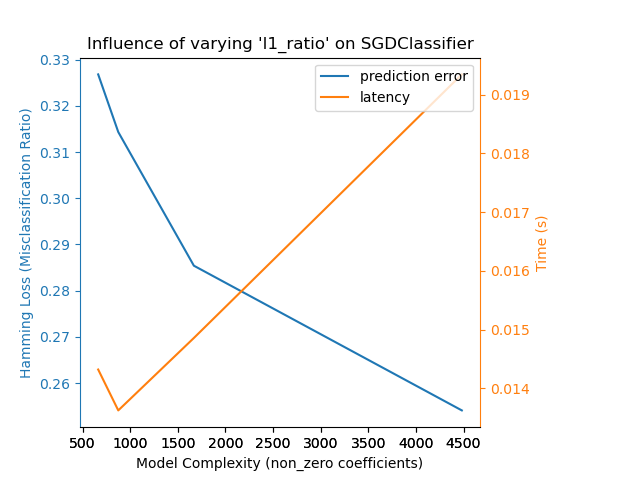 Influence of varying 'l1_ratio' on SGDClassifier
prediction error
latency
0.33
0.32
0.31
0.30
0.29
0.28
0.27
0.26
Hamming Loss (Misclassification Ratio)
0.019
0.018
0.017
0.016
0.015
0.014
Time (s)
500 1000 1500 2000 2500 3000 3500 4000 4500
Model Complexity (non_zero coefficients)